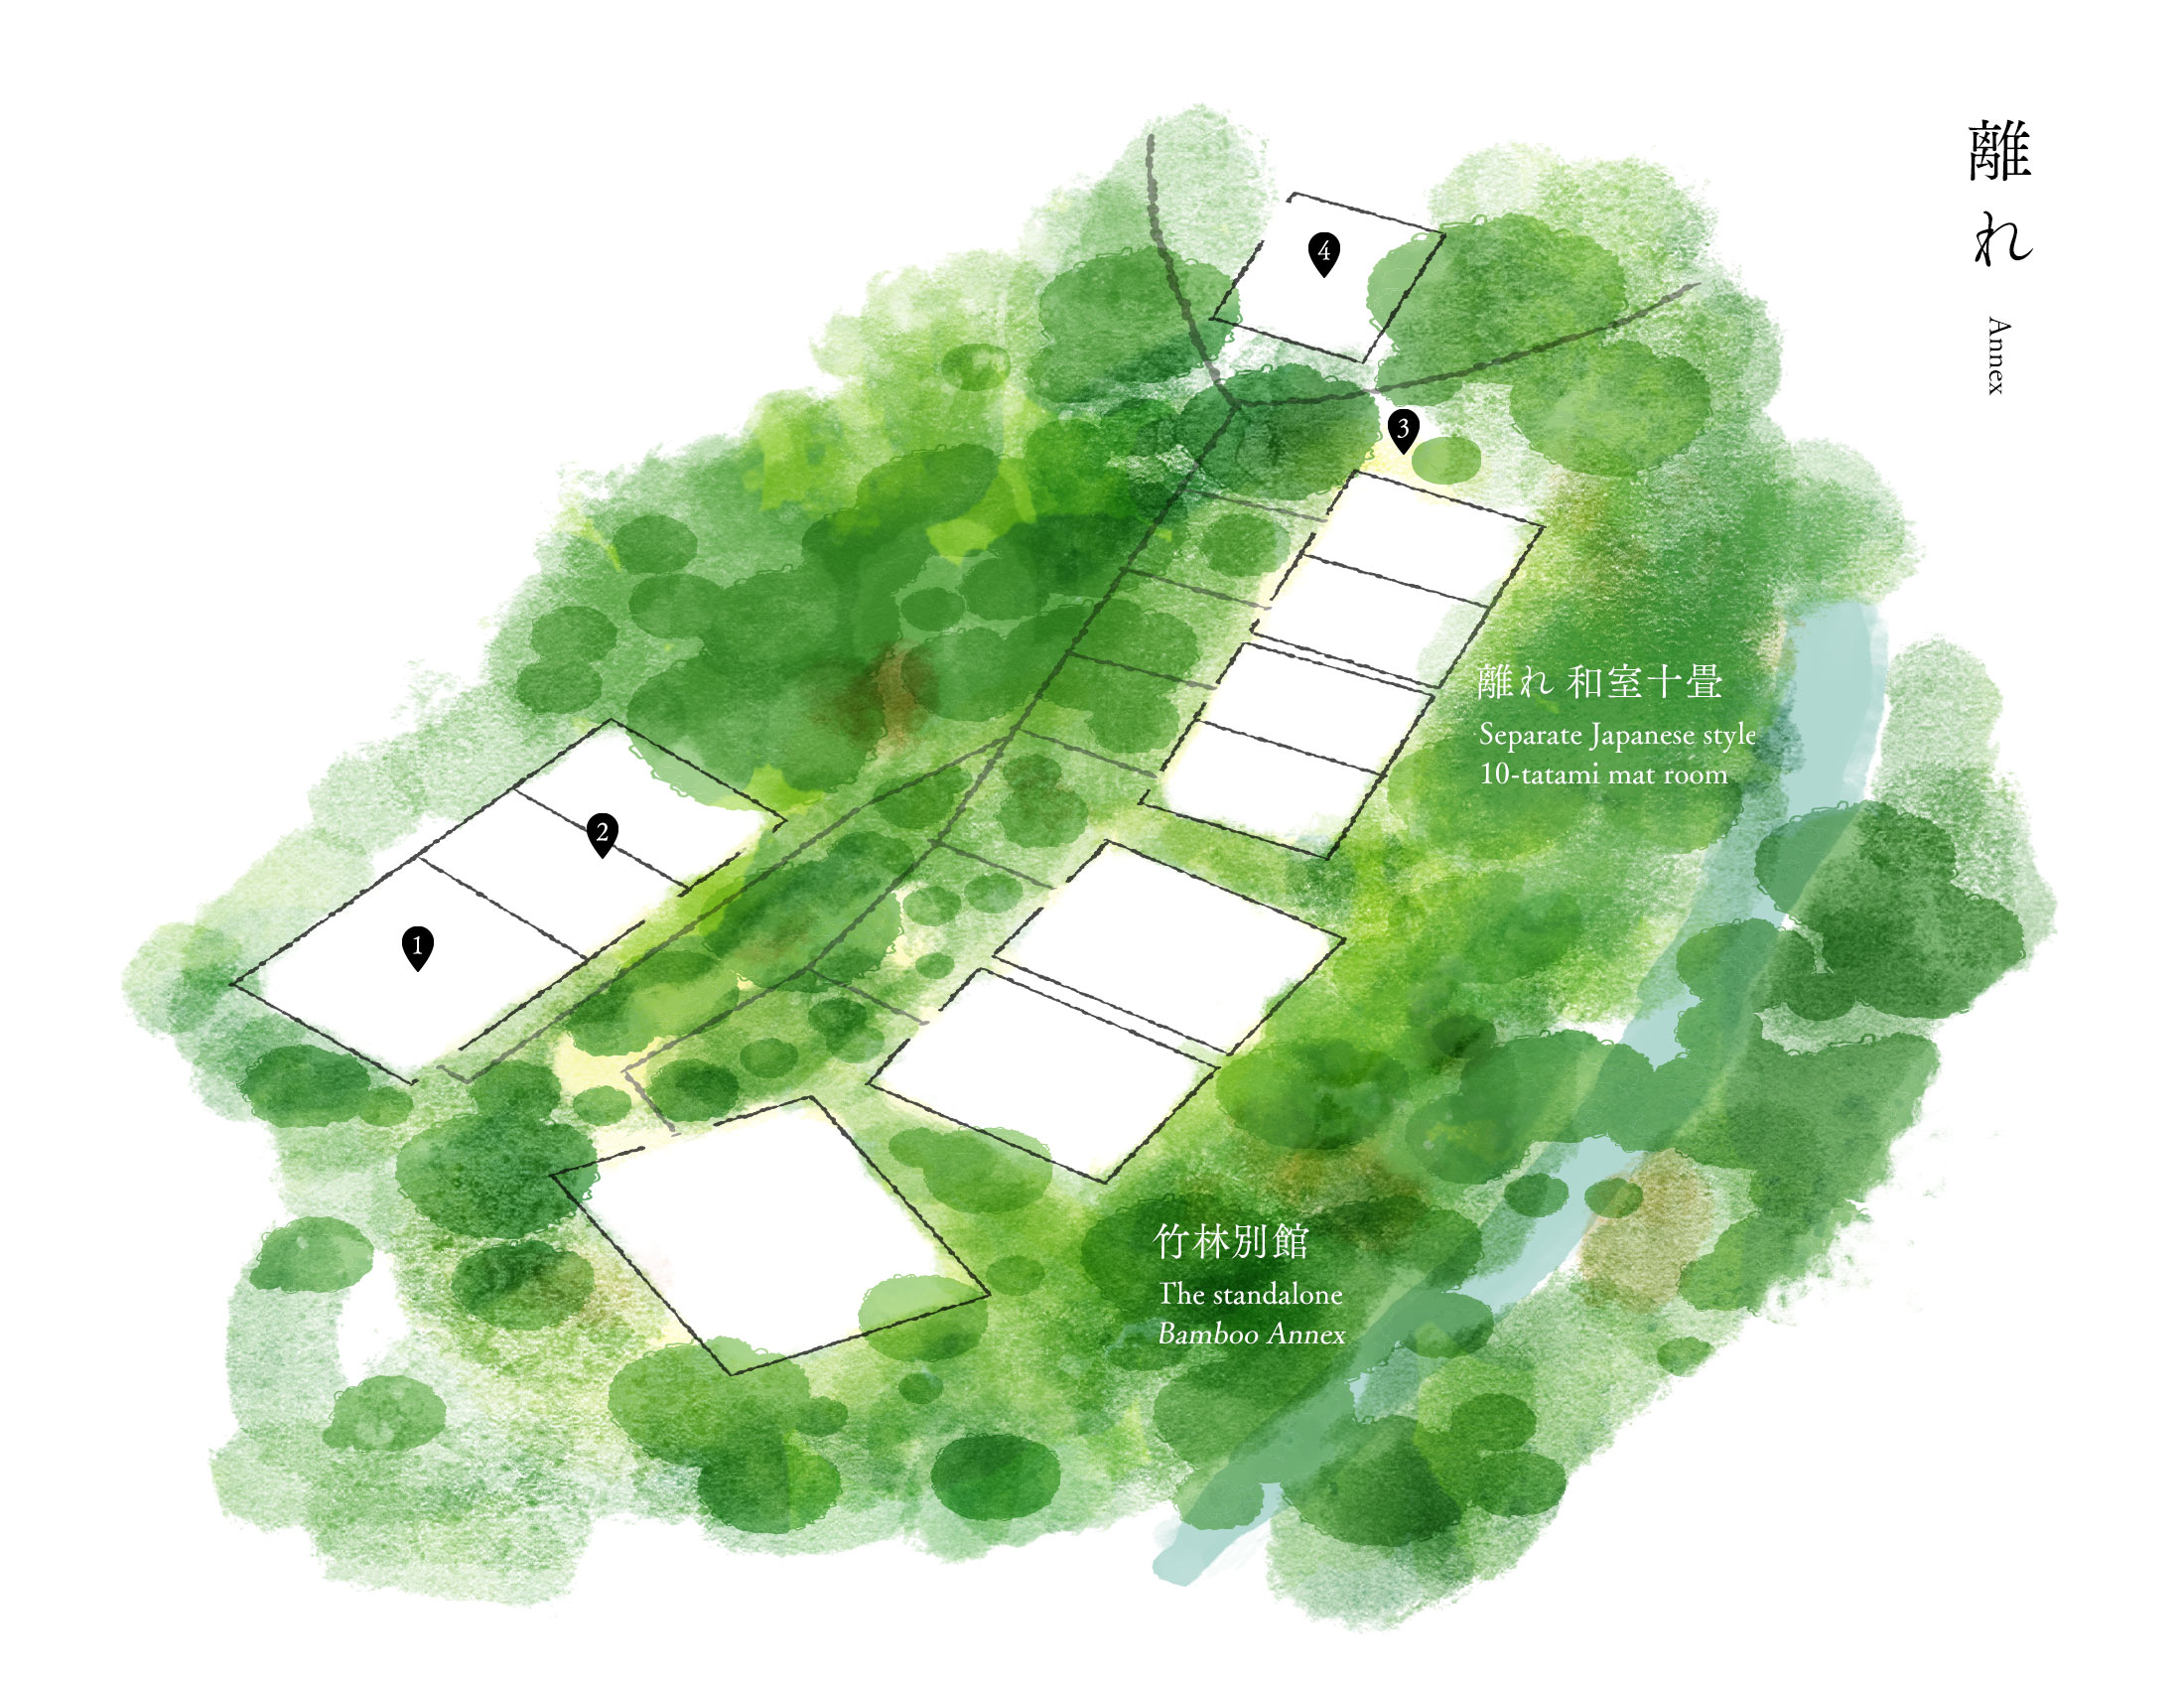 離れ
Annex
4
3
離れ 和室十畳
Separate Japanese style
10-tatami mat room
2
1
竹林別館
The standalone
Bamboo Annex